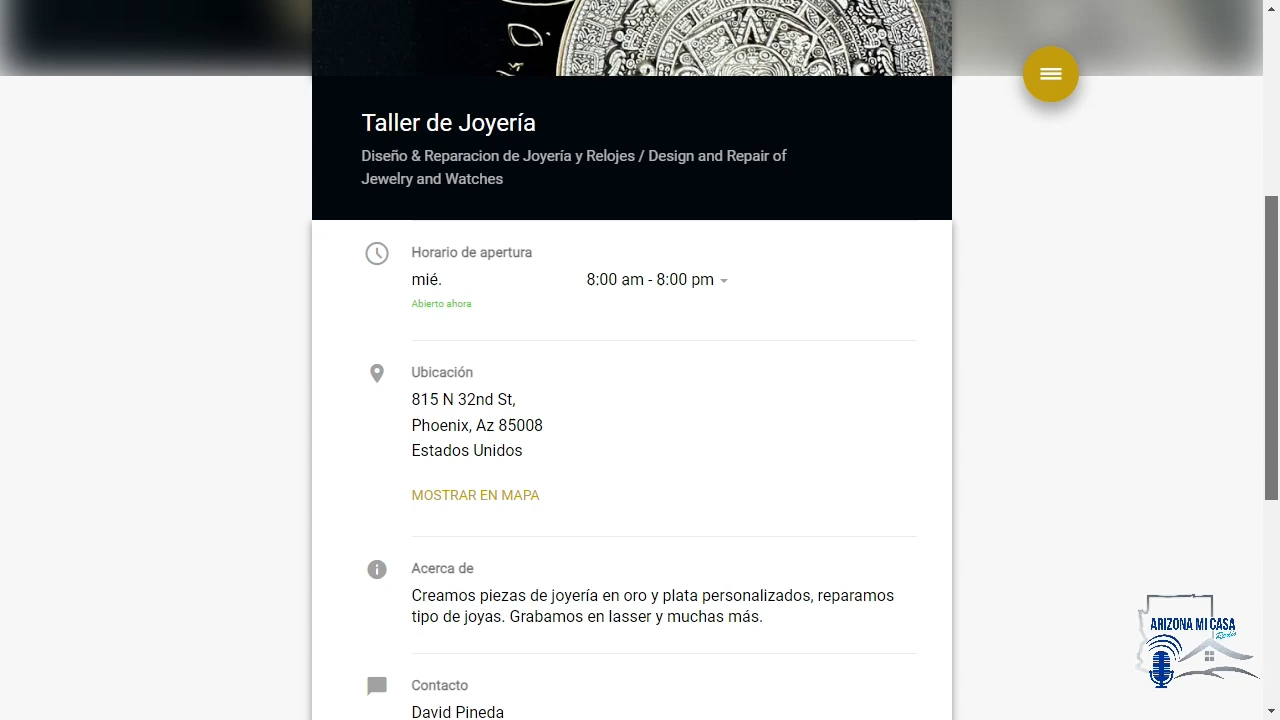 Taller de Joyería
Diseño & Reparacion de Joyería y Relojes / Design and Repair of
Jewelry and Watches
Horario de apertura
mié. 8:00 am - 8:00 pm
Abierto ahora
Ubicación
815 N 32nd St,
Phoenix, Az 85008
Estados Unidos
MOSTRAR EN MAPA
Acerca de
Creamos piezas de joyería en oro y plata personalizados, reparamos
tipo de joyas. Grabamos en lasser y muchas más.
Contacto
David Pineda
ARIZONA MI CASA
Radio